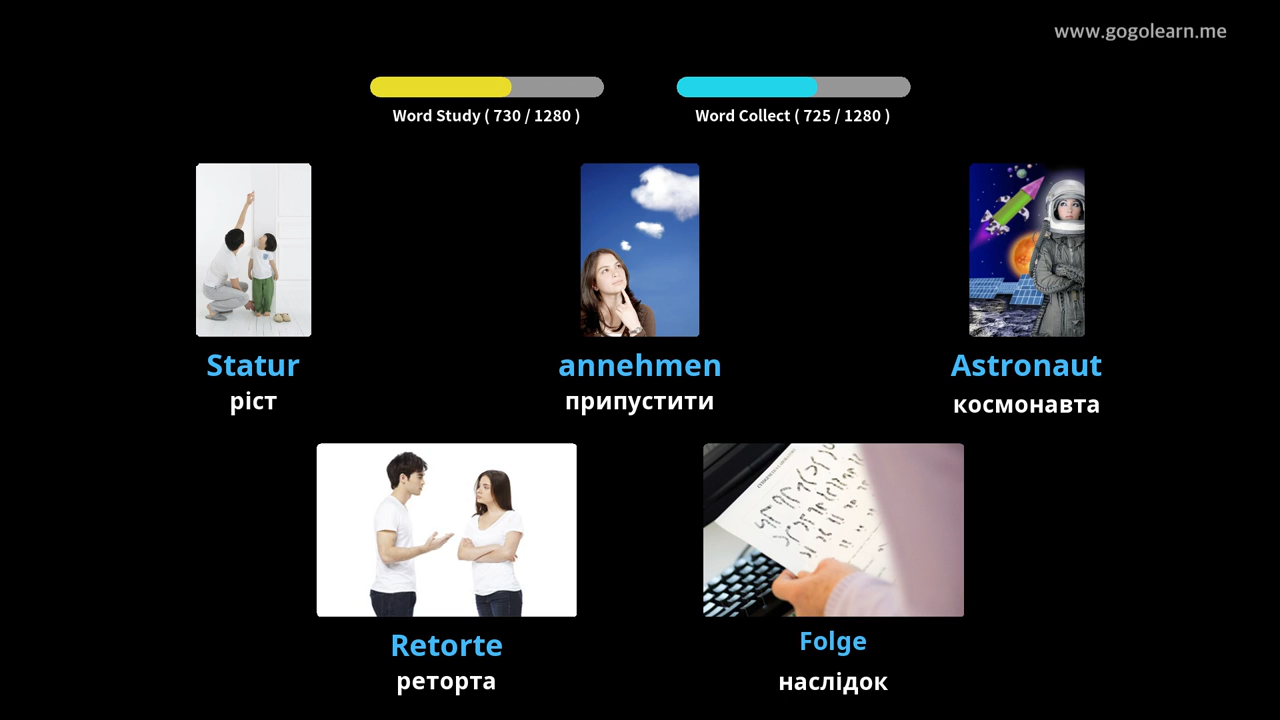 www.gogolearn.me
Word Study ( 730 / 1280 )
Word Collect ( 725 / 1280 )
Statur
ріст
annehmen
припустити
Astronaut
космонавта
Retorte
реторта
Folge
наслідок